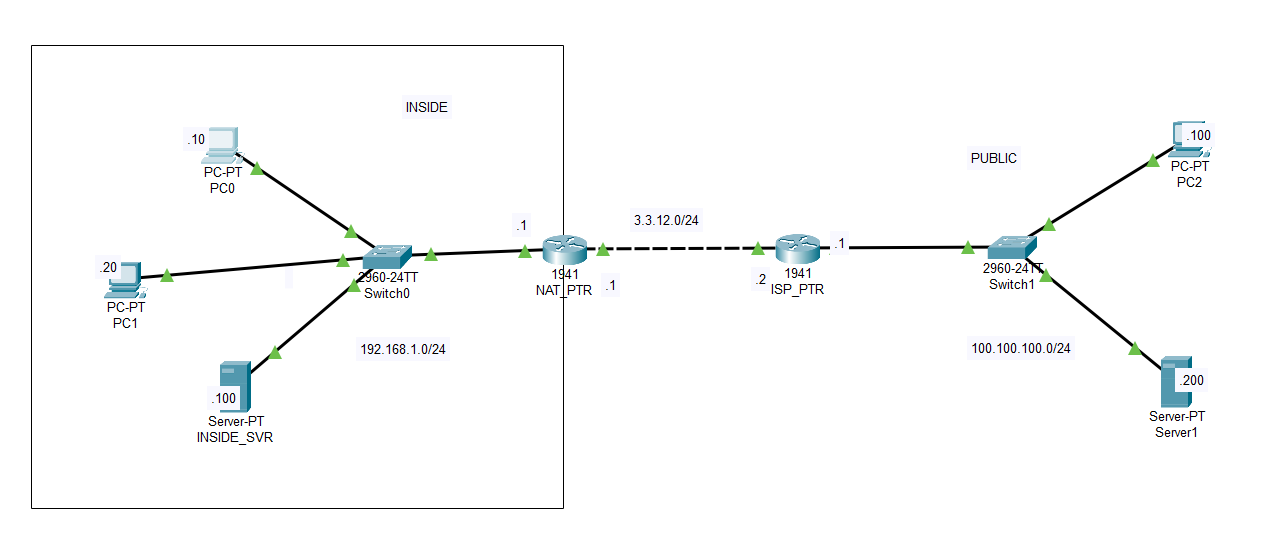 INSIDE
.10
PC-PT
PC0
.20
PC-PT
PC1
.100
Server-PT
INSIDE_SVR
2960-24TT
Switch0
192.168.1.0/24
.1
1941
NAT_PTR
.1
3.3.12.0/24
.2
1941
ISP_PTR
.1
PUBLIC
2960-24TT
Switch1
100.100.100.0/24
.100
PC-PT
PC2
.200
Server-PT
Server1